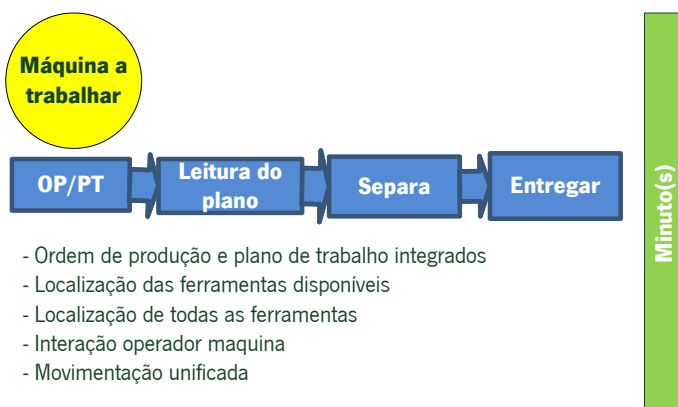 Máquina a
trabalhar
OP/PT
Leitura do
plano
Separa
Entregar
- Ordem de produção e plano de trabalho integrados
- Localização das ferramentas disponíveis
- Localização de todas as ferramentas
- Interação operador maquina
- Movimentação unificada
Minuto(s)